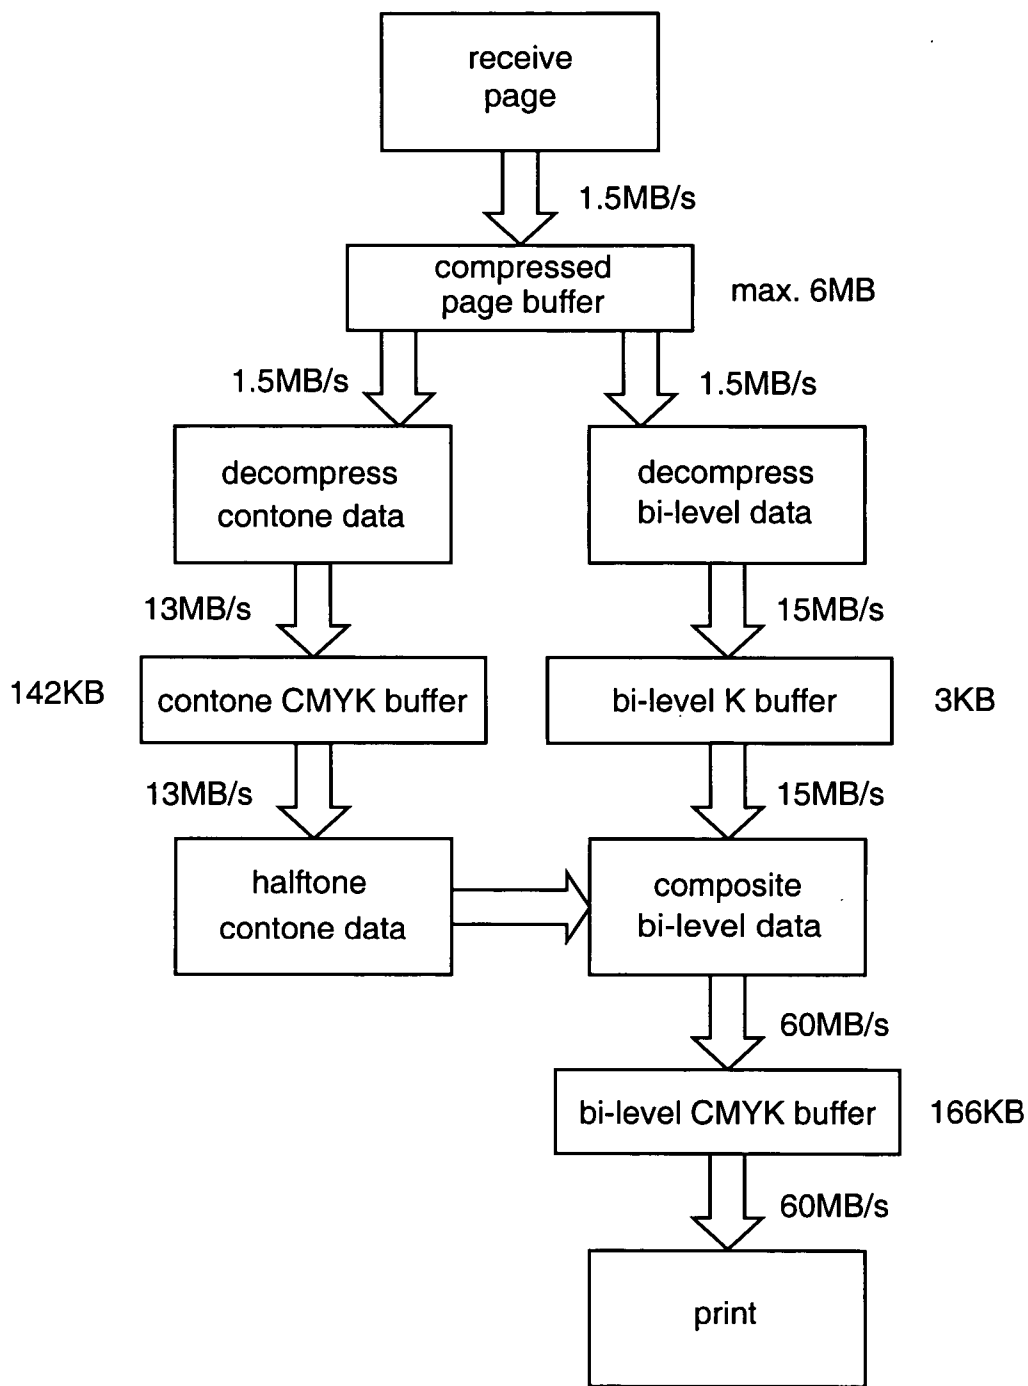 receive
page
1.5MB/s
compressed
page buffer
max. 6MB
1.5MB/s
1.5MB/s
decompress
contone data
decompress
bi-level data
13MB/s
15MB/s
142KB
contone CMYK buffer
bi-level K buffer
3KB
13MB/s
15MB/s
halftone
contone data
composite
bi-level data
60MB/s
bi-level CMYK buffer
166KB
60MB/s
print